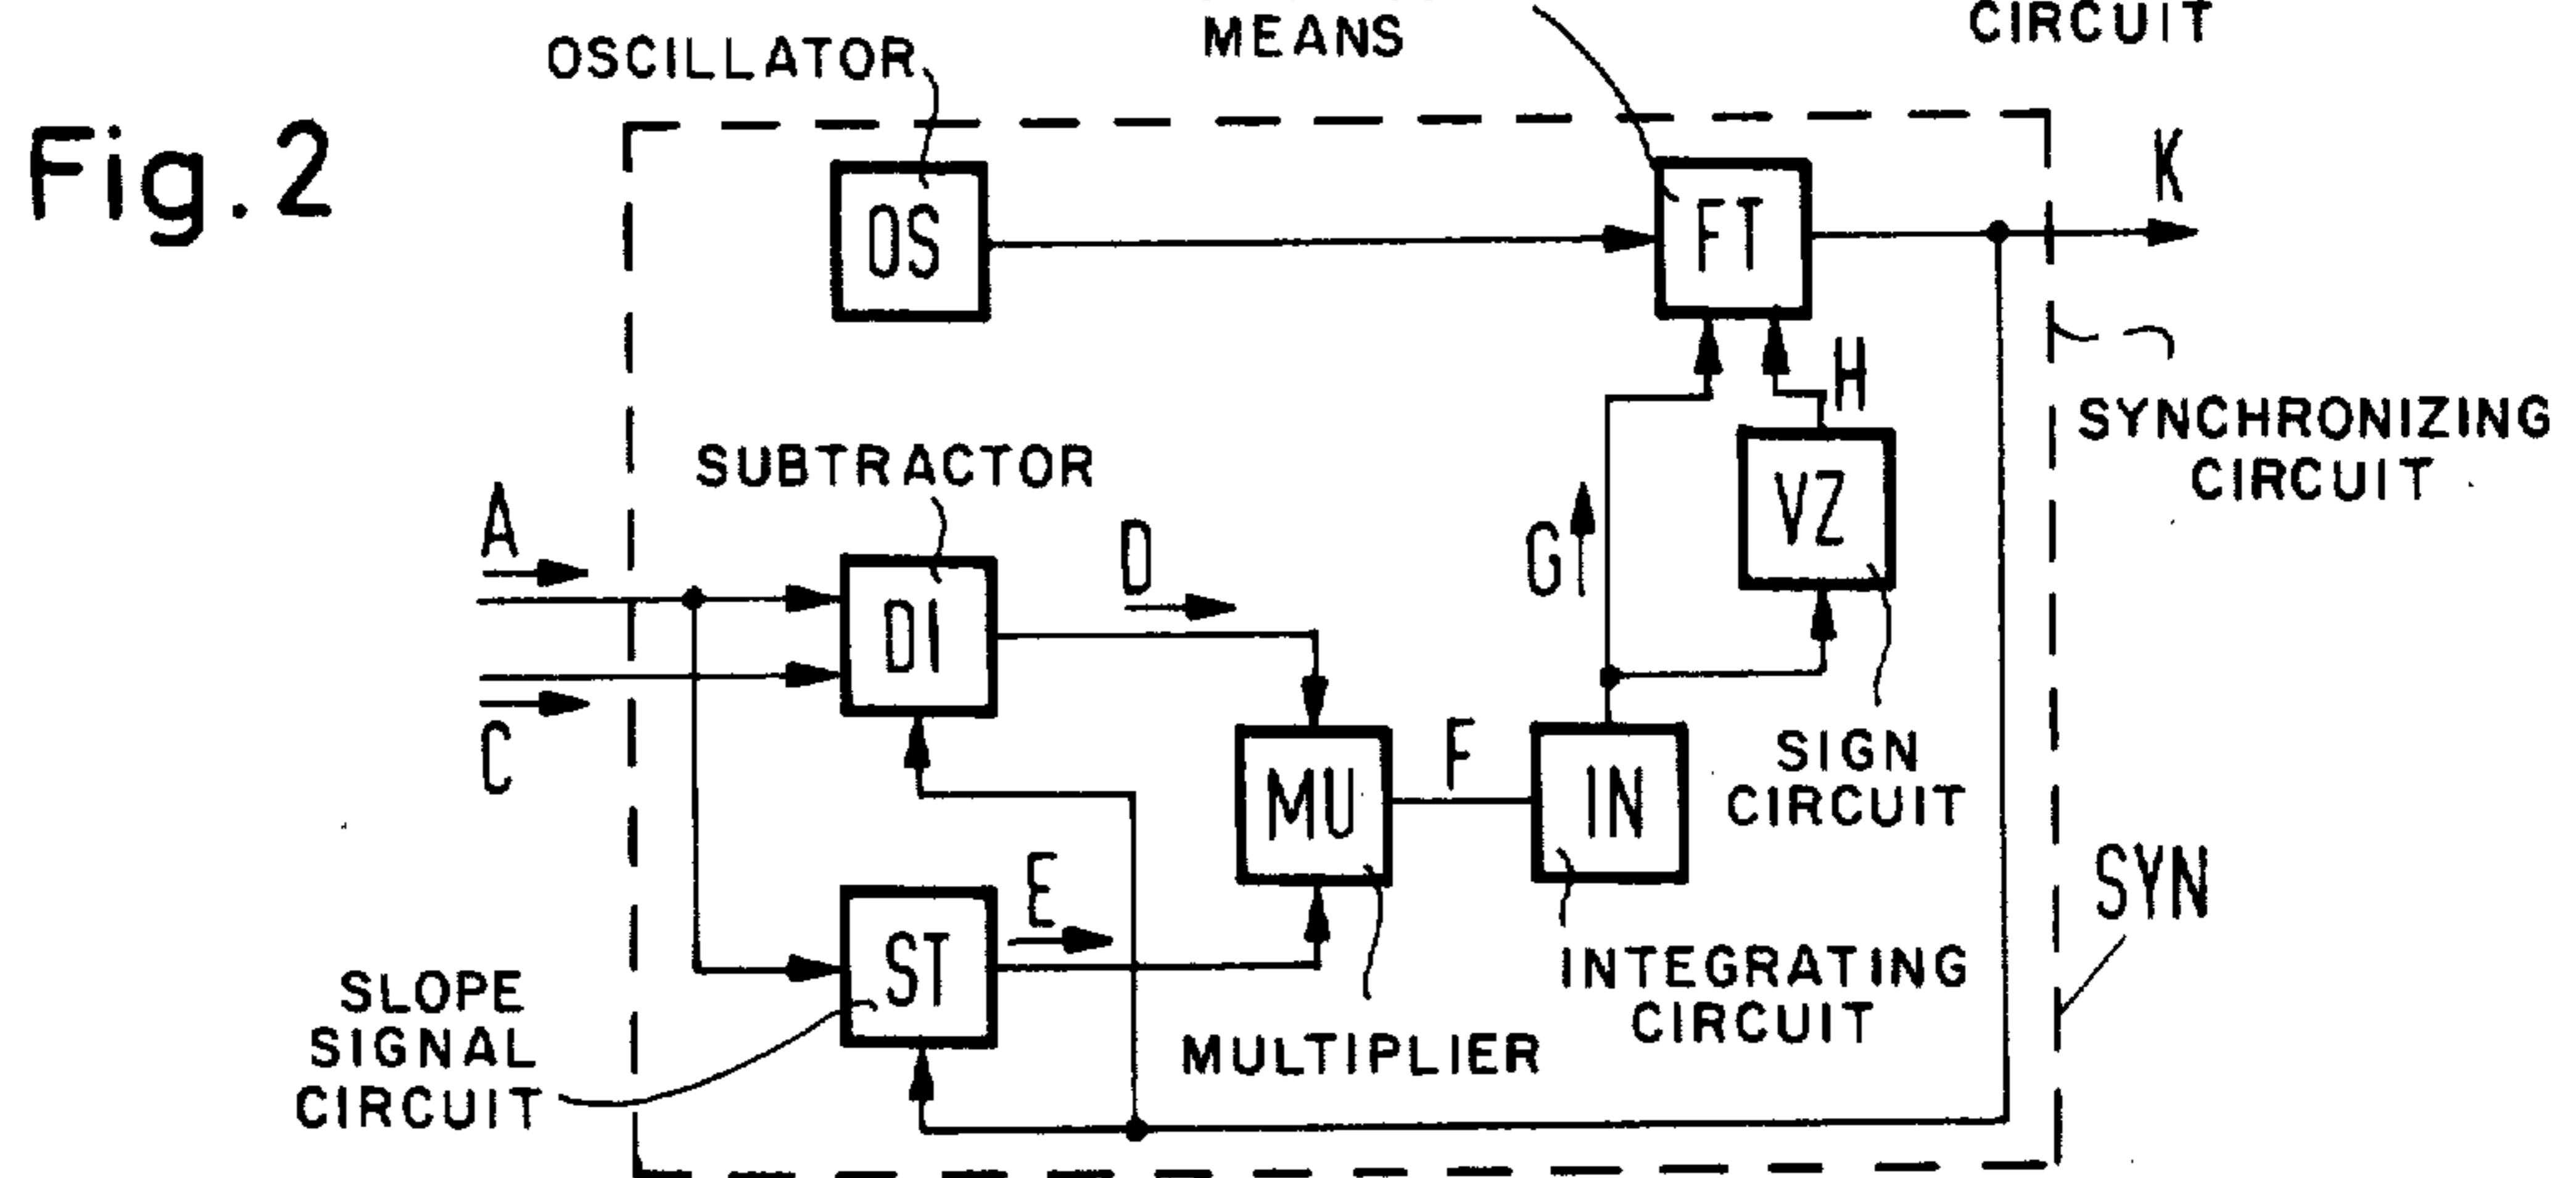 MEANS
CIRCUIT
OSCILLATOR
Fig.2
K
OS
FT
H
SYNCHRONIZING
CIRCUIT
SUBTRACTOR
A
VZ
D
G
DI
C
F
SIGN
CIRCUIT
MU
IN
E
SYN
ST
SLOPE
SIGNAL
CIRCUIT
INTEGRATING
CIRCUIT
MULTIPLIER